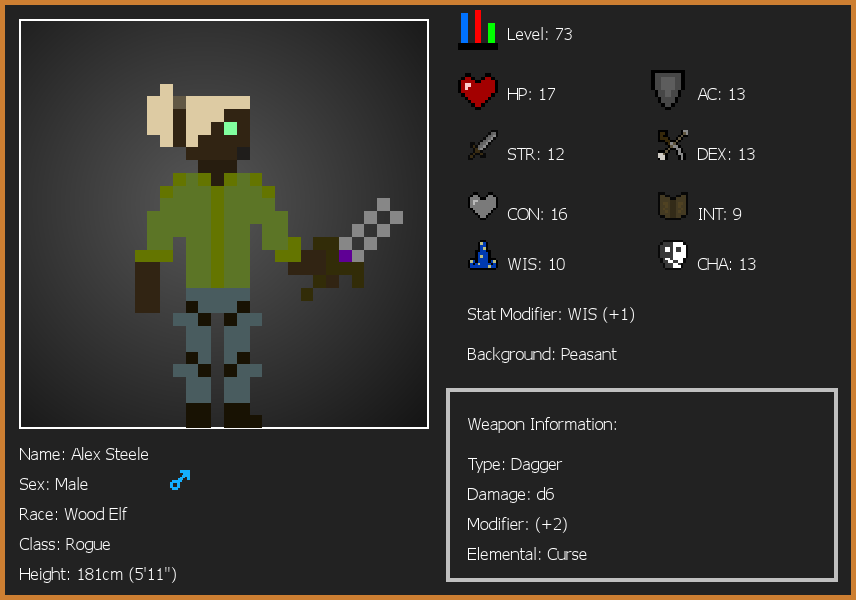 Level: 73
HP: 17
AC: 13
STR: 12
DEX: 13
CON: 16
INT: 9
WIS: 10
CHA: 13
Stat Modifier: WIS (+1)
Background: Peasant
Weapon Information:
Type: Dagger
Damage: d6
Modifier: (+2)
Elemental: Curse
Name: Alex Steele
Sex: Male
Race: Wood Elf
Class: Rogue
Height: 181cm (5'11")